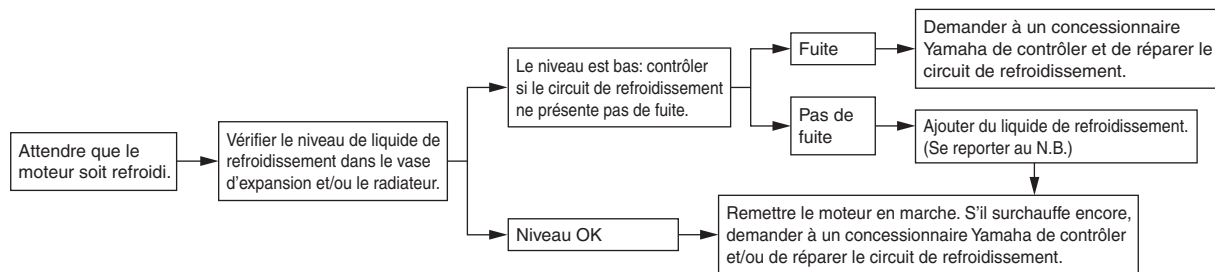 Attendre que le
moteur soit refroidi.
Vérifier le niveau de liquide de
refroidissement dans le vase
d'expansion et/ou le radiateur.
Le niveau est bas: contrôler
si le circuit de refroidissement
ne présente pas de fuite.
Fuite
Demander à un concessionnaire
Yamaha de contrôler et de réparer le
circuit de refroidissement.
Pas de
fuite
Ajouter du liquide de refroidissement.
(Se reporter au N.B.)
Niveau OK
Remettre le moteur en marche. S'il surchauffe encore,
demander à un concessionnaire Yamaha de contrôler
et/ou de réparer le circuit de refroidissement.